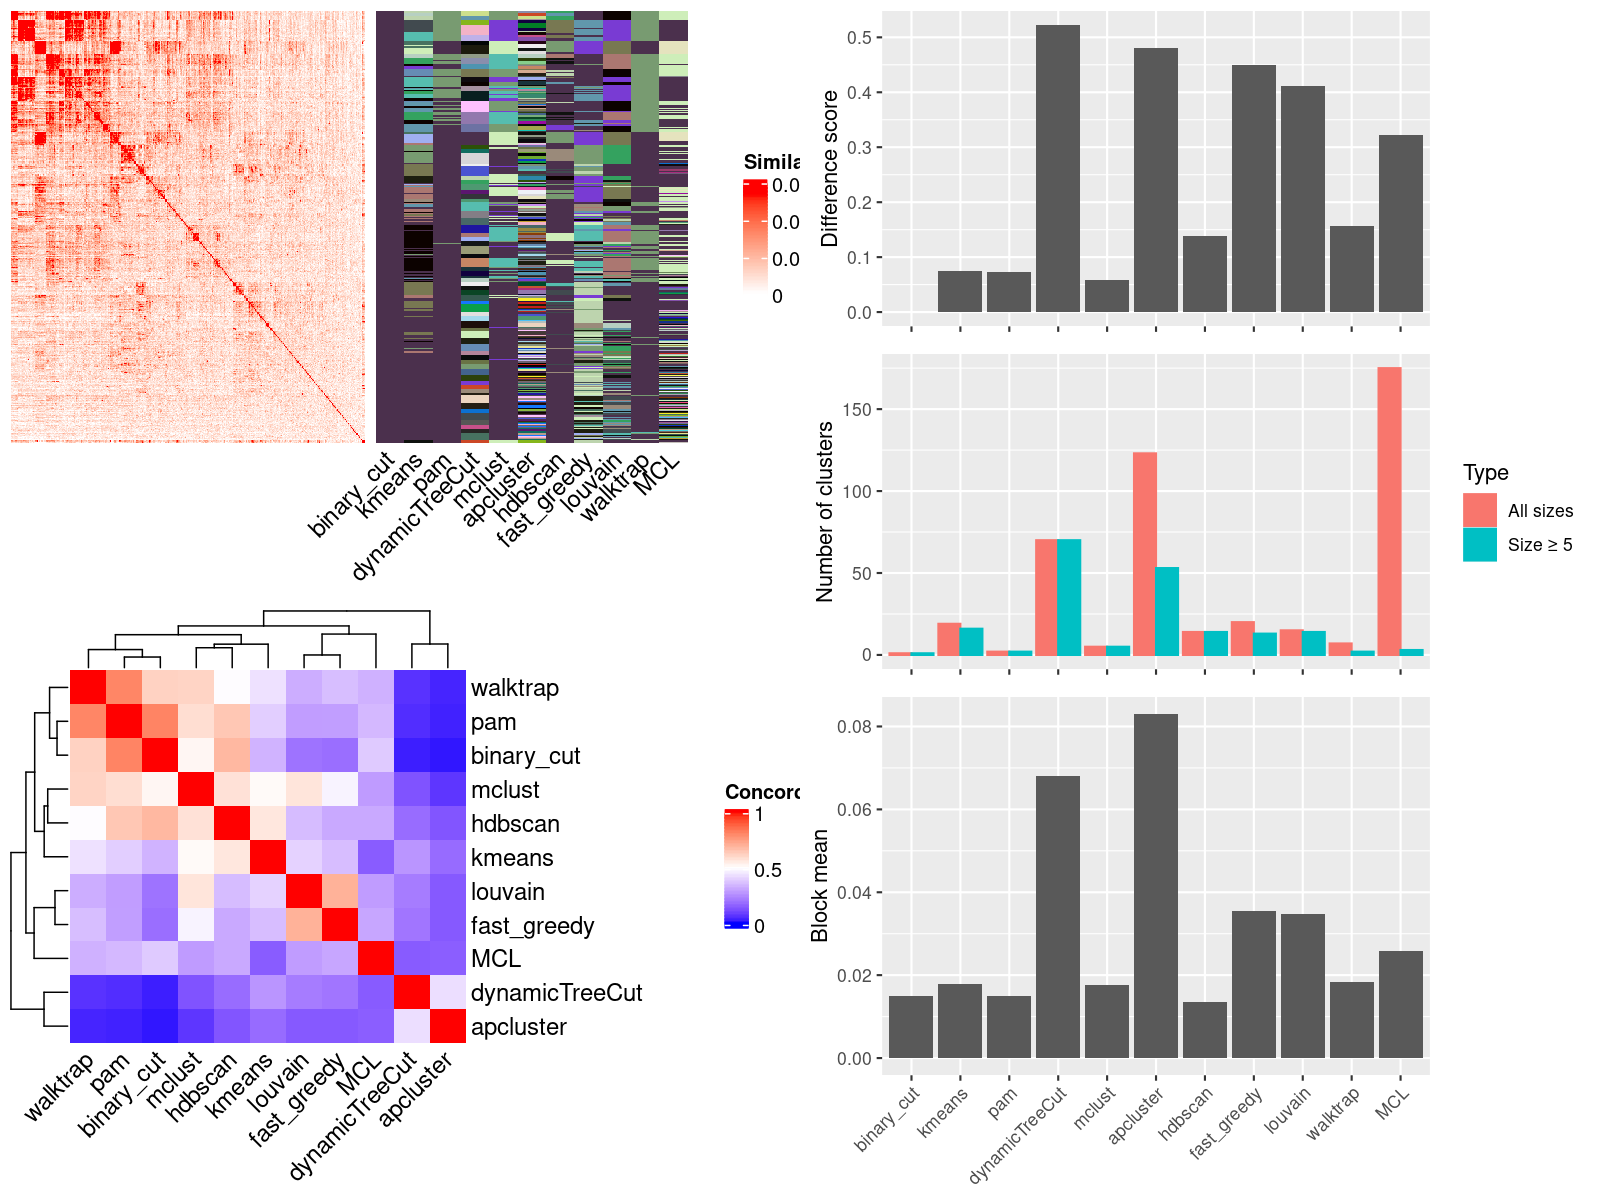 Simila
0.0
0.0
0.0
0
binary_cut
kmeans
pam
dynamicTreeCut
mclust
apcluster
hdbscan
fast_greedy
louvain
walktrap
MCL
walktrap
pam
binary_cut
mclust
hdbscan
kmeans
louvain
fast_greedy
MCL
dynamicTreeCut
apcluster
walktrap
pam
binary_cut
mclust
hdbscan
kmeans
louvain
fast_greedy
MCL
dynamicTreeCut
apcluster
Concord
1
0.5
0
Difference score
0.5
0.4
0.3
0.2
0.1
0.0
Number of clusters
150
100
50
0
Type
All sizes
Size ≥ 5
Block mean
0.08
0.06
0.04
0.02
0.00
binary_cut
kmeans
pam
dynamicTreeCut
mclust
apcluster
hdbscan
fast_greedy
louvain
walktrap
MCL